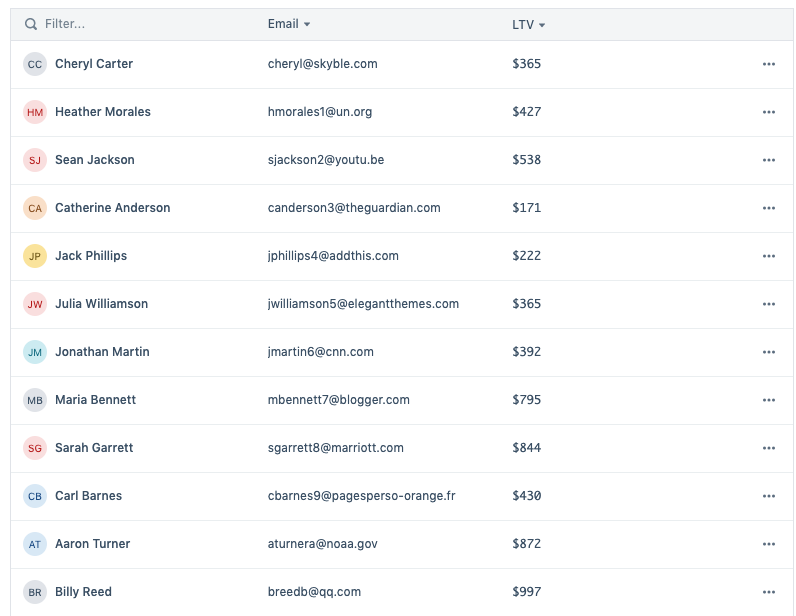 Filter... Email LTV
CC Cheryl Carter cheryl@skyble.com $365
HM Heather Morales hmorales1@un.org $427
SJ Sean Jackson sjackson2@youtu.be $538
CA Catherine Anderson canderson3@theguardian.com $171
JP Jack Phillips jphillips4@addthis.com $222
JW Julia Williamson jwilliamson5@elegantthemes.com $365
JM Jonathan Martin jmartin6@cnn.com $392
MB Maria Bennett mbennett7@blogger.com $795
SG Sarah Garrett sgarrett8@marriott.com $844
CB Carl Barnes cbarnes9@pagesperso-orange.fr $430
AT Aaron Turner aturnera@noaa.gov $872
BR Billy Reed breedb@qq.com $997